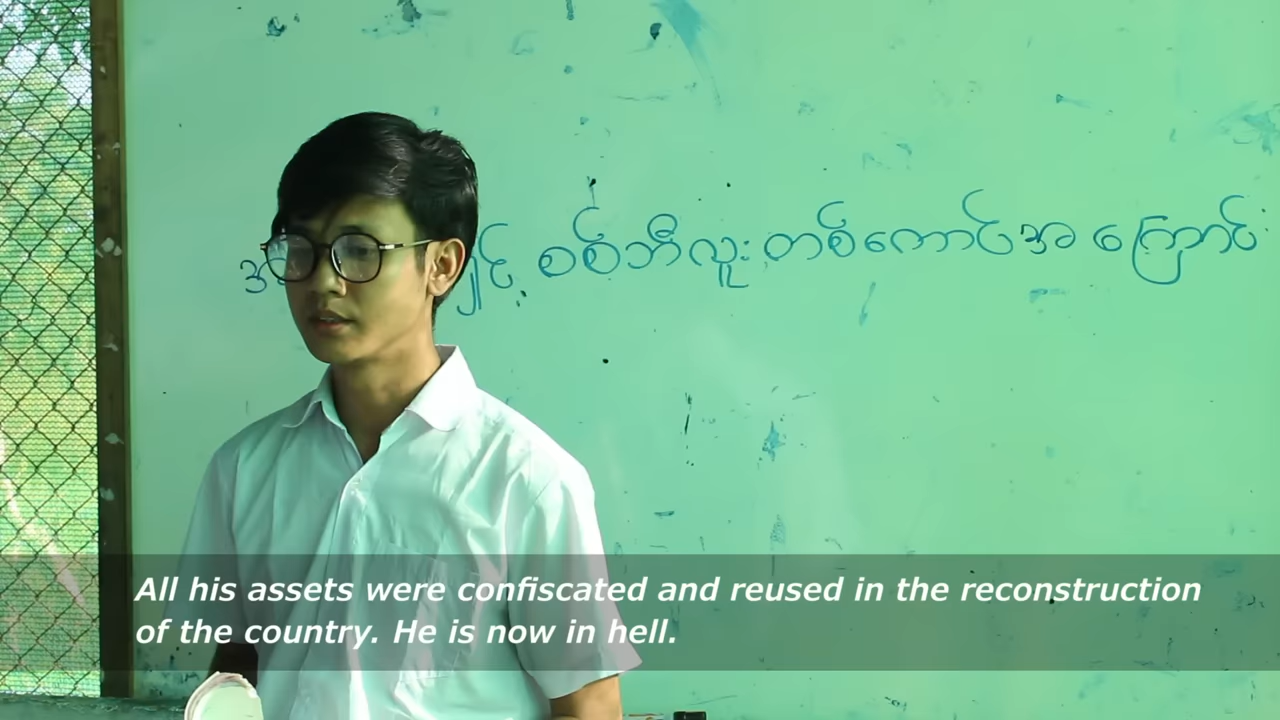 စစ်ဘီလူးတစ်ကောင်အကြောင်
All his assets were confiscated and reused in the reconstruction
of the country. He is now in hell.